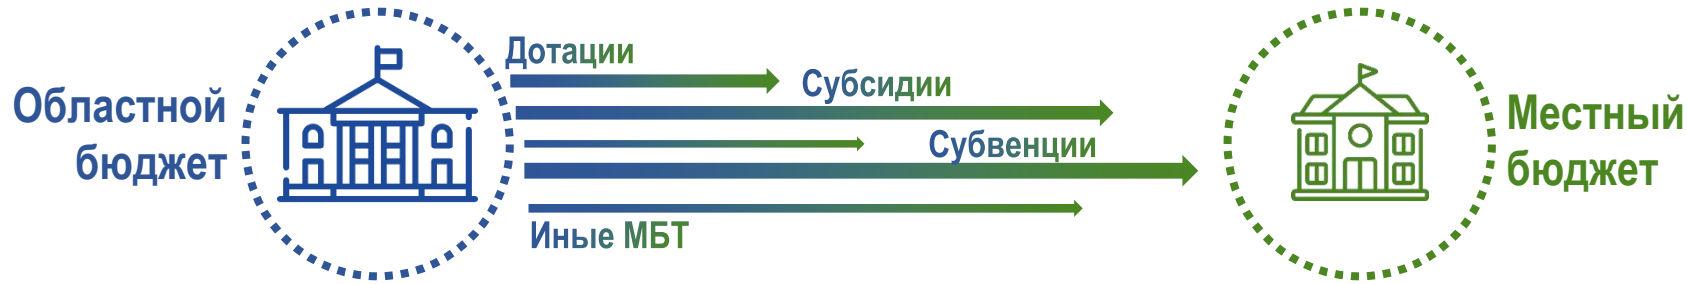 Областной
бюджет
Дотации
Субсидии
Субвенции
Иные МБТ
Местный
бюджет